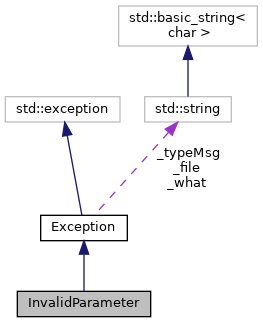 std::basic_string<
char >
std::exception
std::string
_typeMsg
_file
_what
Exception
InvalidParameter